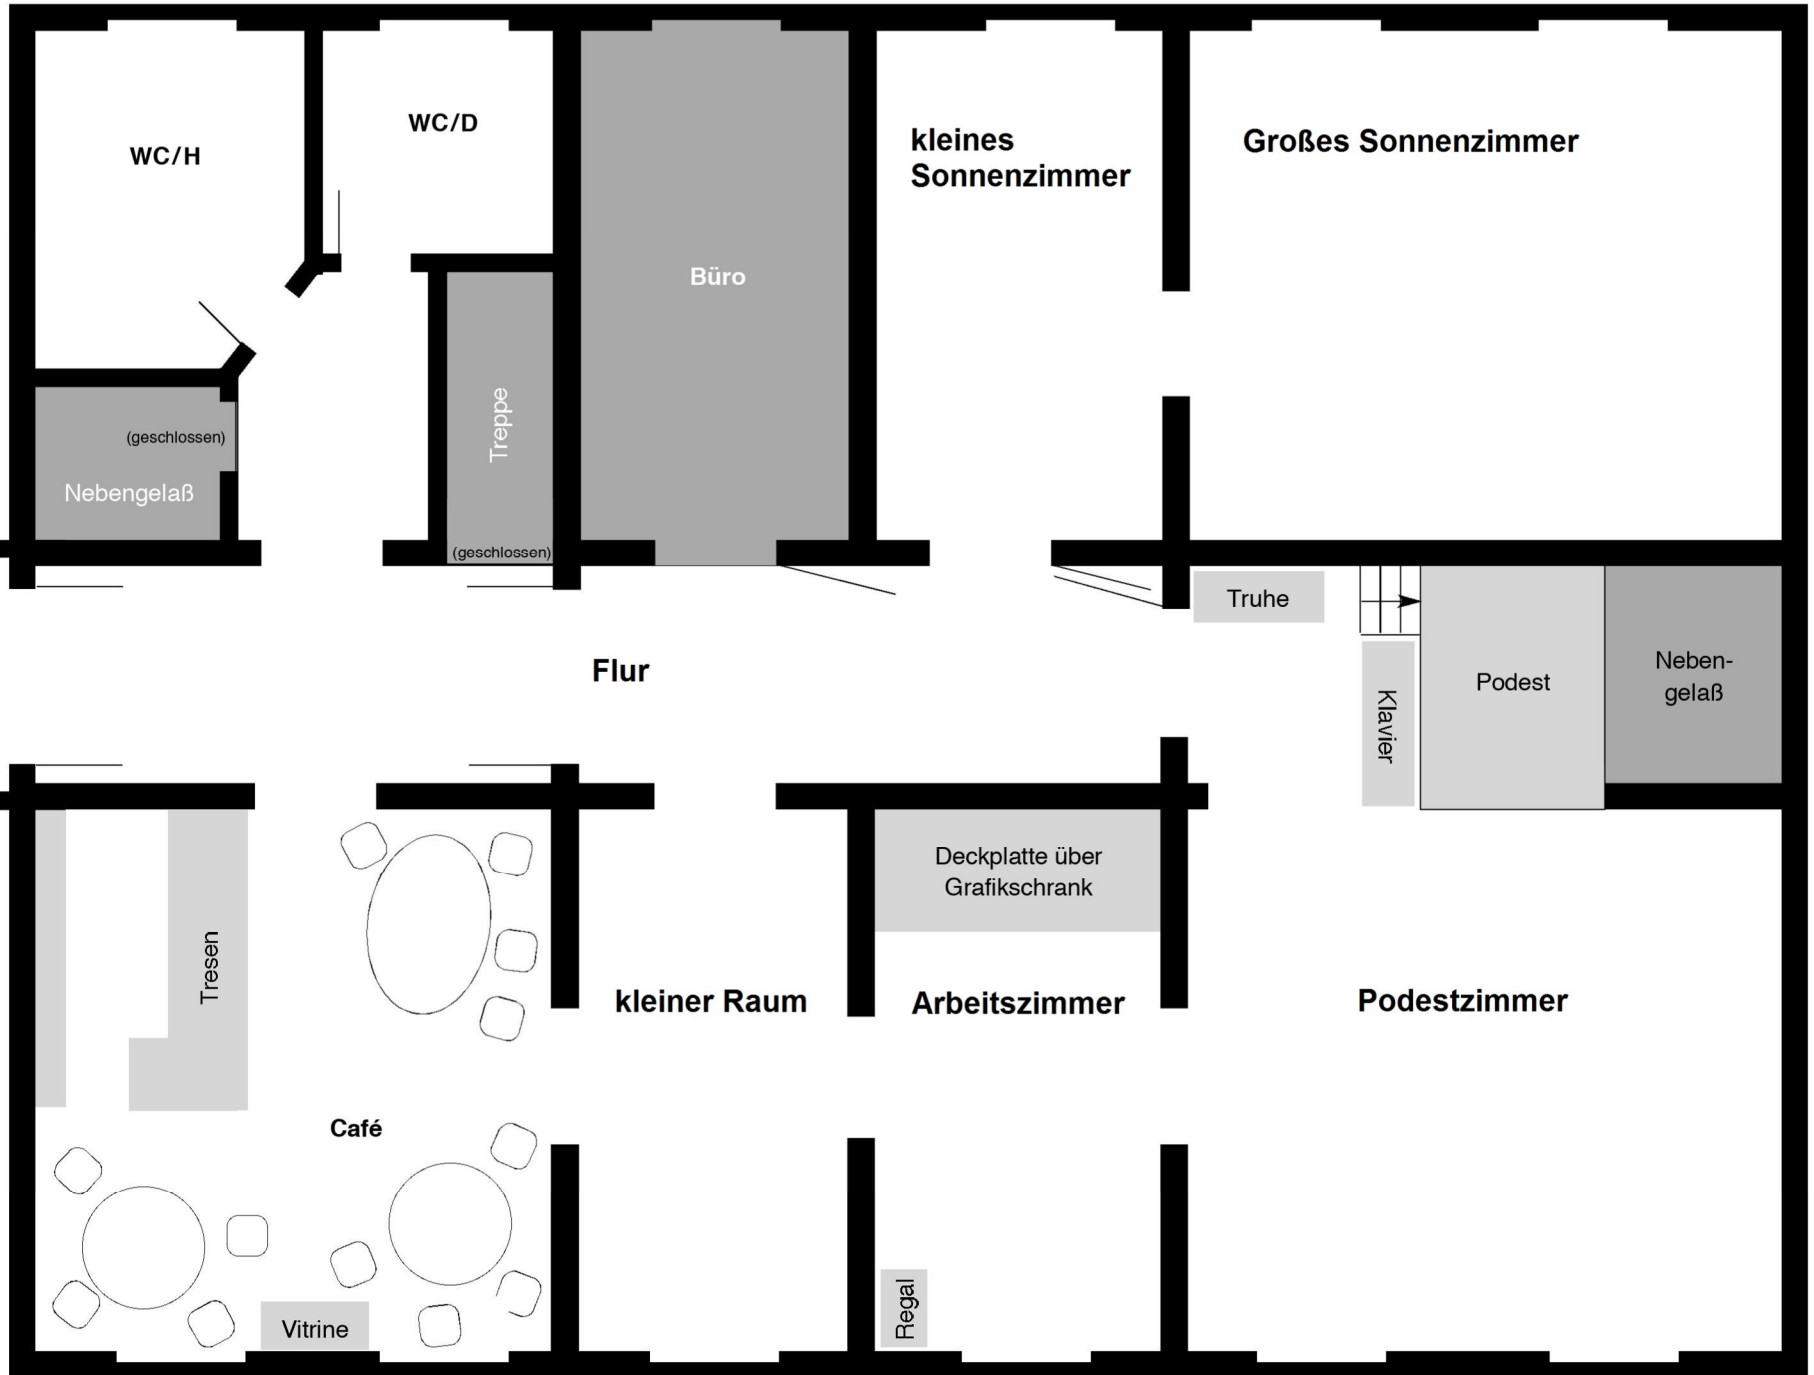 WC/H
WC/D
Büro
kleines
Sonnenzimmer
Großes Sonnenzimmer
Treppe
(geschlossen)
Nebengelaß
(geschlossen)
Flur
Truhe
Klavier
Podest
Neben-
gelaß
Tresen
Deckplatte über
Grafikschrank
kleiner Raum
Arbeitszimmer
Podestzimmer
Café
Vitrine
Regal